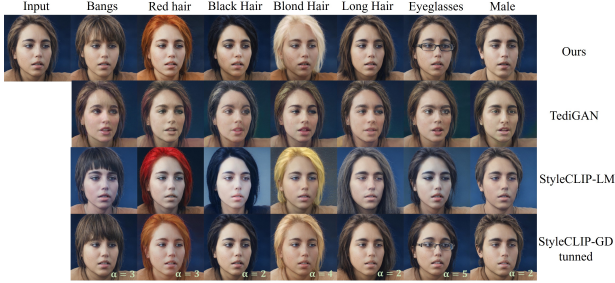 Input Bangs Red hair Black Hair Blond Hair Long Hair Eyeglasses Male
Ours
TediGAN
StyleCLIP-LM
StyleCLIP-GD
tunned
α = 3 α = 3 α = 2 α = 4 α = 2 α = 5 α = 2